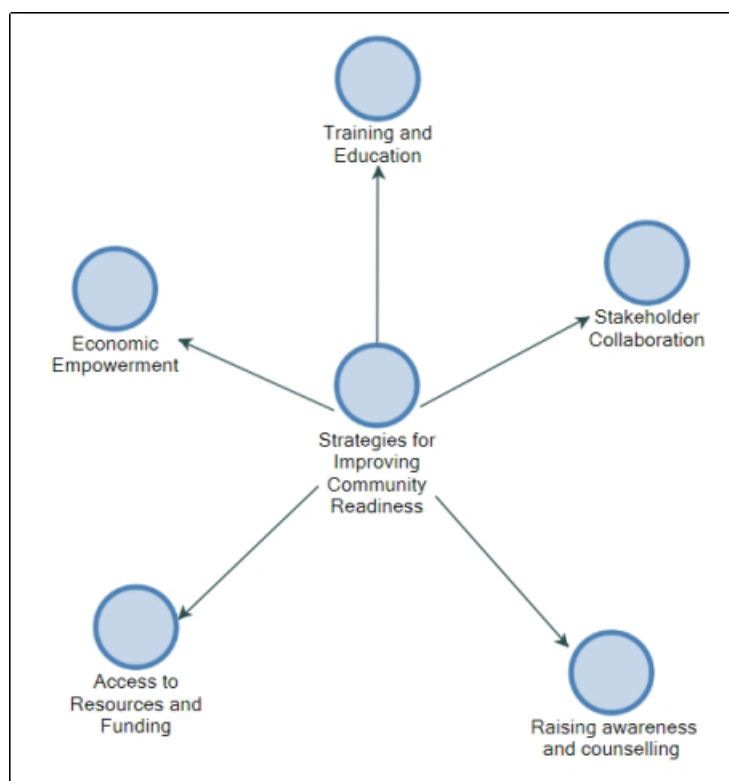 Training and
Education
Stakeholder
Collaboration
Economic
Empowerment
Strategies for
Improving
Community
Readiness
Access to
Resources and
Funding
Raising awareness
and counselling